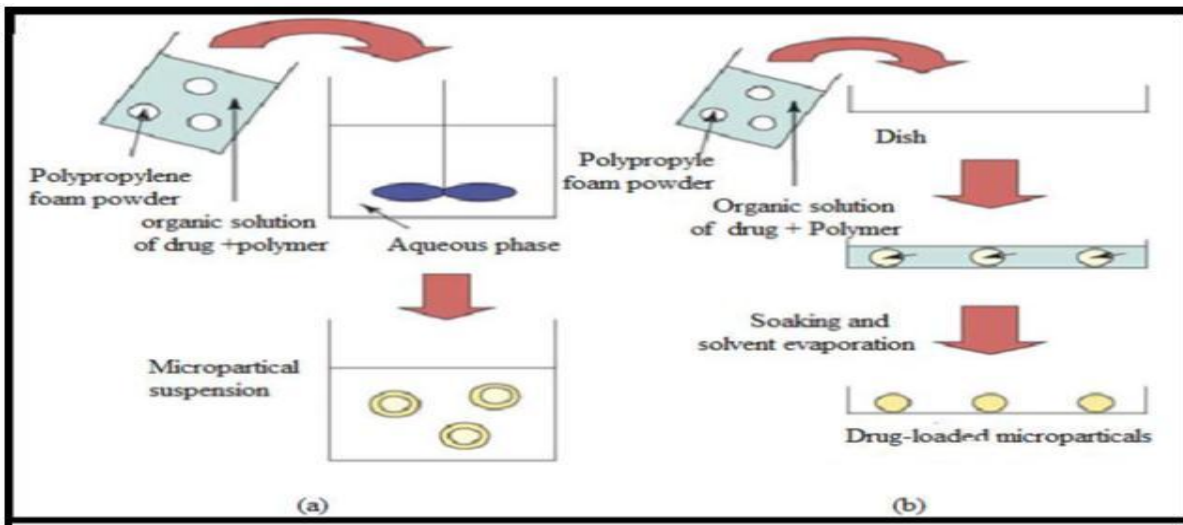 Polypropylene
foam powder
organic solution
of drug +polymer
Aqueous phase
Micropartical
suspension
(a)
Polypropyle
foam powder
Organic solution
of drug + Polymer
Dish
Soaking and
solvent evaporation
Drug-loaded microparticals
(b)